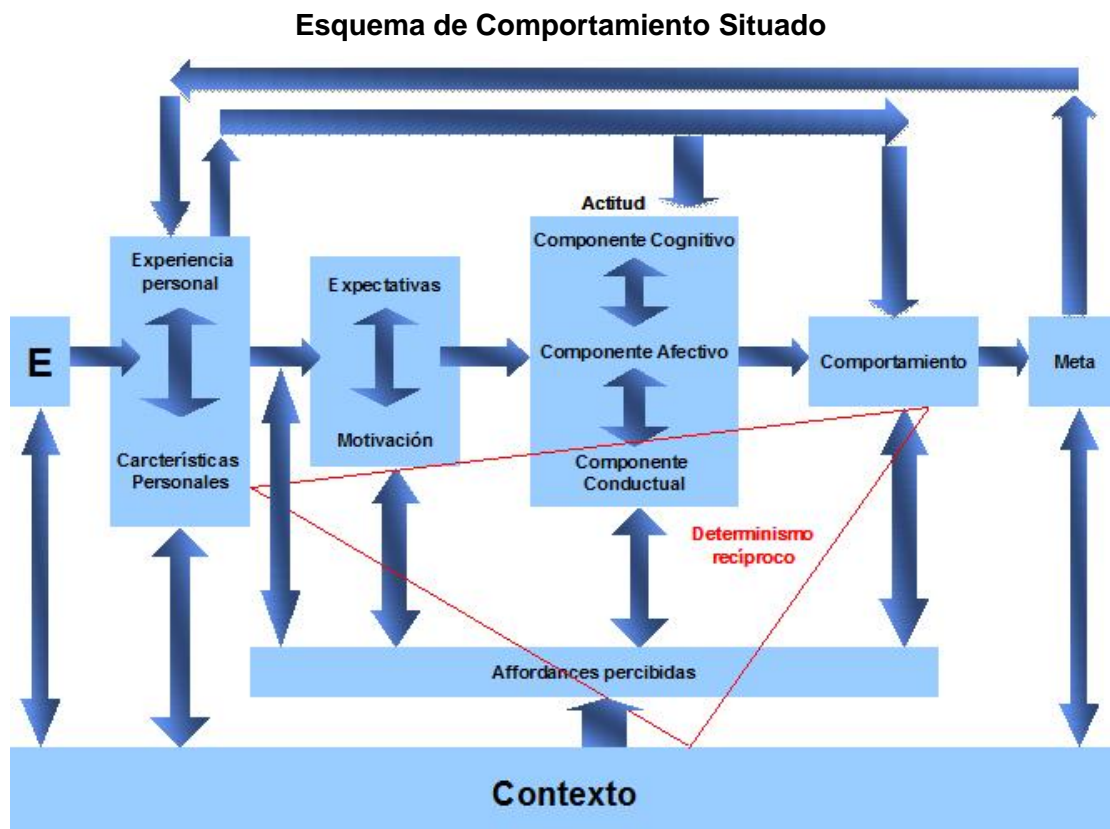 Esquema de Comportamiento Situado
Actitud
Experiencia
personal
Carcterísticas
Personales
Expectativas
Motivación
Componente Cognitivo
Componente Afectivo
Componente
Conductual
E
Comportamiento
Meta
Determinismo
recíproco
Affordances percibidas
Contexto